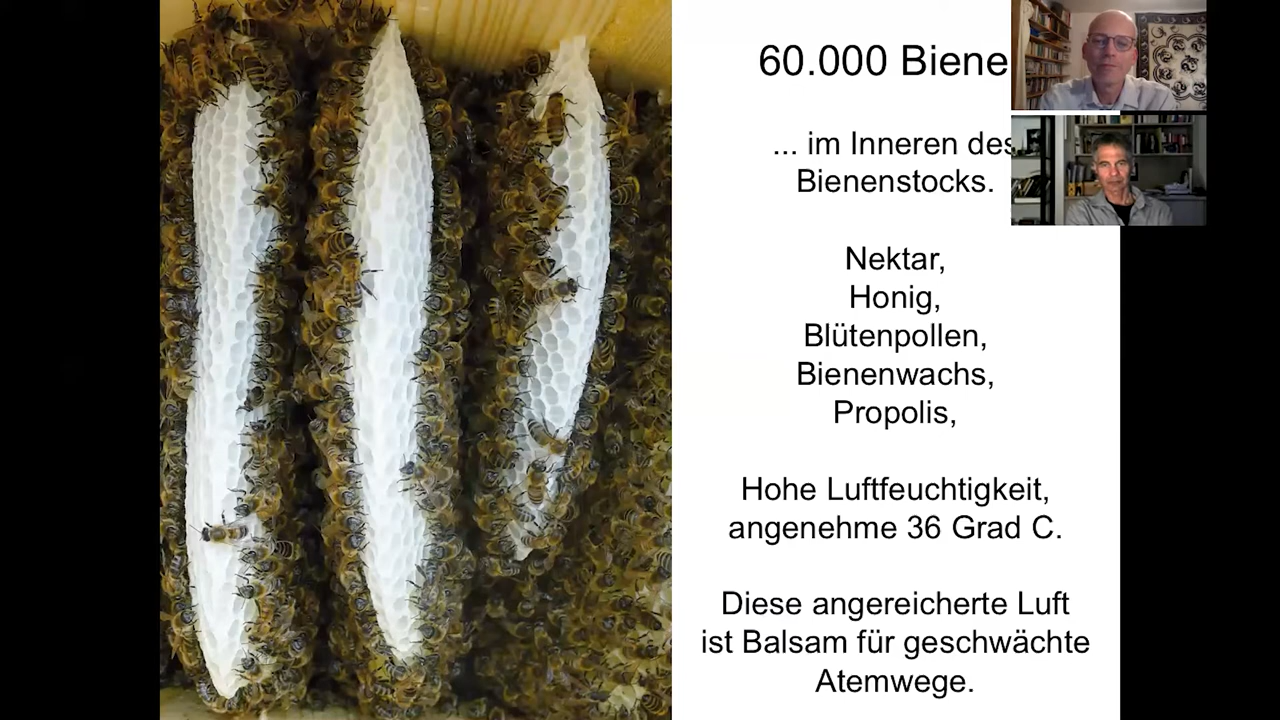 60.000 Biene
... im Inneren des
Bienenstocks.
Nektar,
Honig,
Blütenpollen,
Bienenwachs,
Propolis,
Hohe Luftfeuchtigkeit,
angenehme 36 Grad C.
Diese angereicherte Luft
ist Balsam für geschwächte
Atemwege.